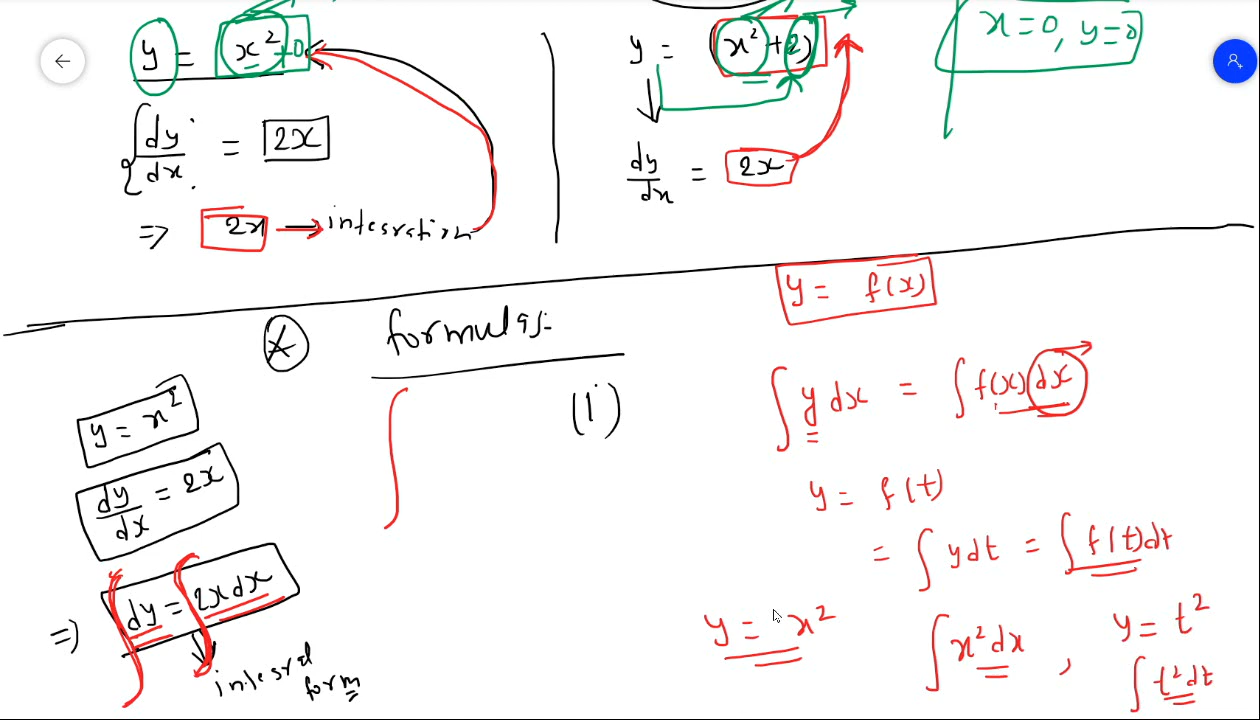 y = x² + 0
dy/dx = 2x
⇒ 2x → integration
y = (x² + 2)
dy/dx = 2x
x=0, y=0
formulas:
y = x²
dy/dx = 2x
⇒ ∫dy = ∫2x dx
integral
form
∫ (1)
y = f(x)
∫y dx = ∫f(x) dx
y = f(t)
= ∫y dt = ∫f(t) dt
y = x² ∫x² dx , y = t²
∫t² dt